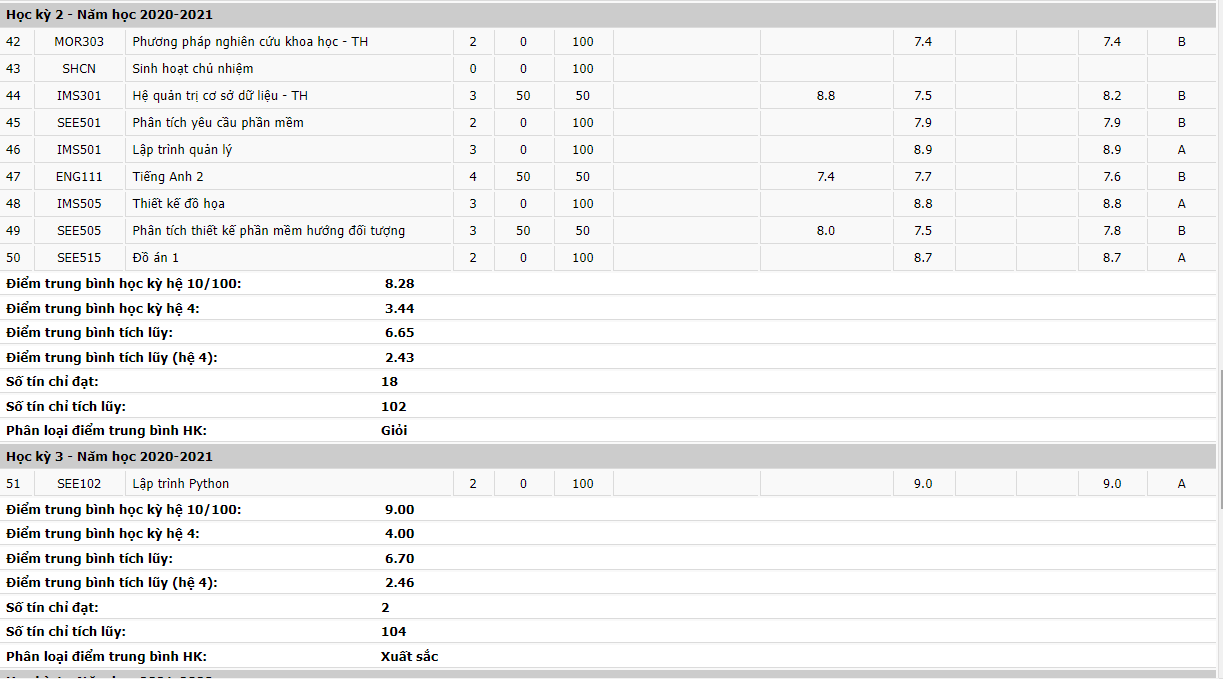 Học kỳ 2 - Năm học 2020-2021
42 MOR303 Phương pháp nghiên cứu khoa học - TH 2 0 100 7.4 7.4 B
43 SHCN Sinh hoạt chủ nhiệm 0 0 100
44 IMS301 Hệ quản trị cơ sở dữ liệu - TH 3 50 50 8.8 7.5 8.2 B
45 SEE501 Phân tích yêu cầu phần mềm 2 0 100 7.9 7.9 B
46 IMS501 Lập trình quản lý 3 0 100 8.9 8.9 A
47 ENG111 Tiếng Anh 2 4 50 50 7.4 7.7 7.6 B
48 IMS505 Thiết kế đồ họa 3 0 100 8.8 8.8 A
49 SEE505 Phân tích thiết kế phần mềm hướng đối tượng 3 50 50 8.0 7.5 7.8 B
50 SEE515 Đồ án 1 2 0 100 8.7 8.7 A
Điểm trung bình học kỳ hệ 10/100: 8.28
Điểm trung bình học kỳ hệ 4: 3.44
Điểm trung bình tích lũy: 6.65
Điểm trung bình tích lũy (hệ 4): 2.43
Số tín chỉ đạt: 18
Số tín chỉ tích lũy: 102
Phân loại điểm trung bình HK: Giỏi
Học kỳ 3 - Năm học 2020-2021
51 SEE102 Lập trình Python 2 0 100 9.0 9.0 A
Điểm trung bình học kỳ hệ 10/100: 9.00
Điểm trung bình học kỳ hệ 4: 4.00
Điểm trung bình tích lũy: 6.70
Điểm trung bình tích lũy (hệ 4): 2.46
Số tín chỉ đạt: 2
Số tín chỉ tích lũy: 104
Phân loại điểm trung bình HK: Xuất sắc